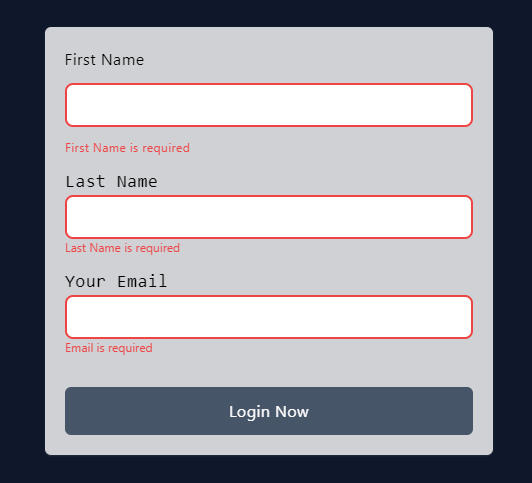 First Name
First Name is required
Last Name
Last Name is required
Your Email
Email is required
Login Now